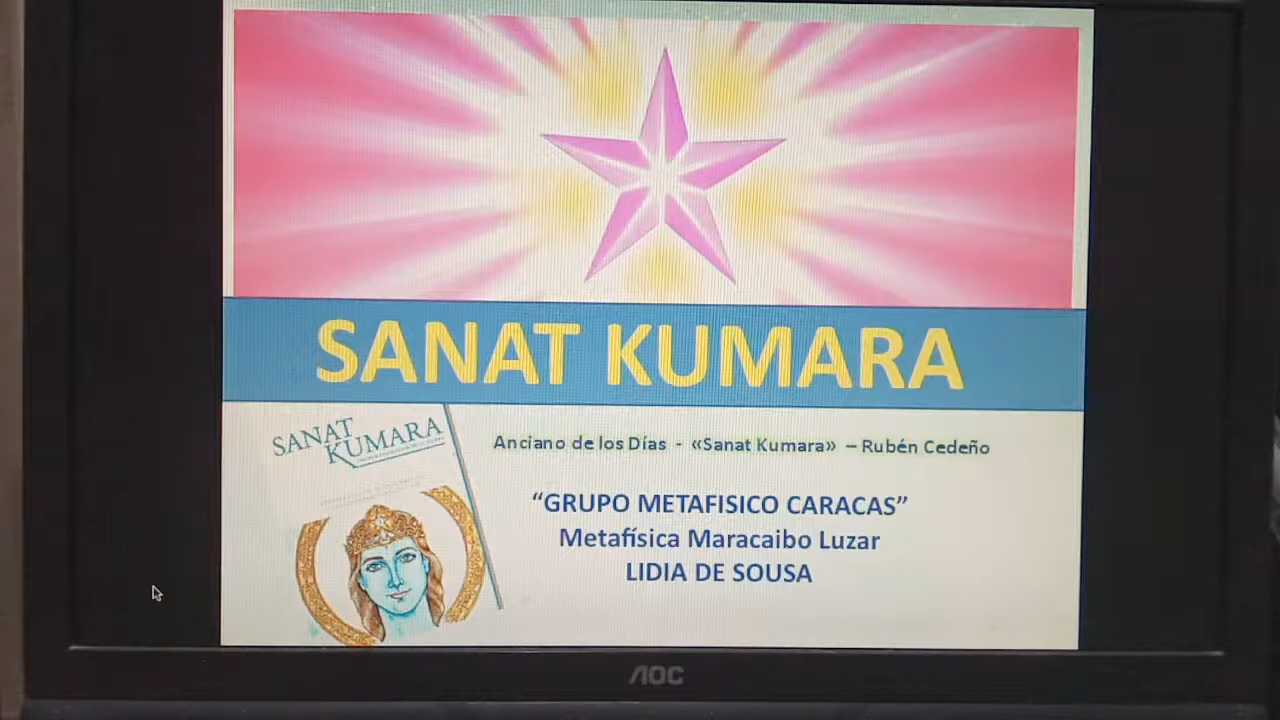 SANAT KUMARA
SANAT
KUMARA
Anciano de los Días - «Sanat Kumara» – Rubén Cedeño
“GRUPO METAFISICO CARACAS”
Metafísica Maracaibo Luzar
LIDIA DE SOUSA
AOC